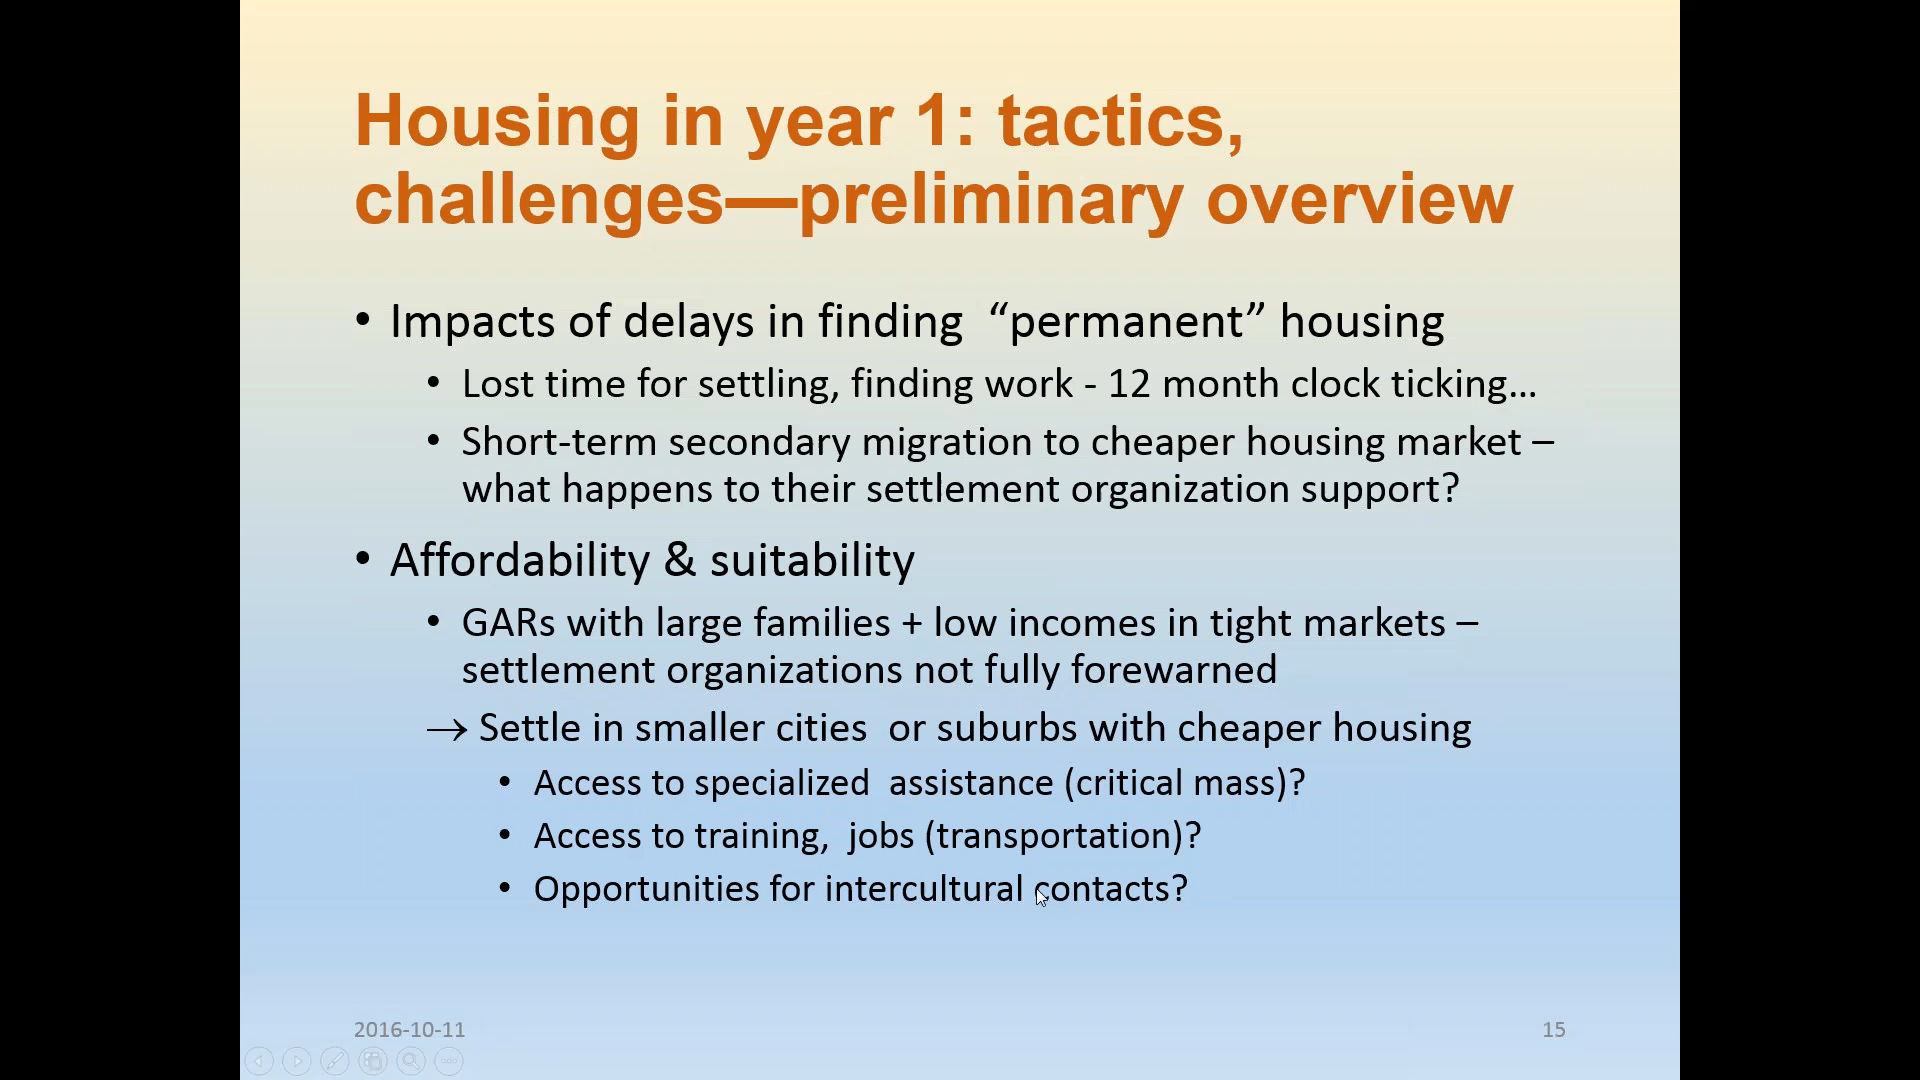 Housing in year 1: tactics,
challenges—preliminary overview
• Impacts of delays in finding “permanent” housing
• Lost time for settling, finding work - 12 month clock ticking…
• Short-term secondary migration to cheaper housing market –
what happens to their settlement organization support?
• Affordability & suitability
• GARs with large families + low incomes in tight markets –
settlement organizations not fully forewarned
→ Settle in smaller cities or suburbs with cheaper housing
• Access to specialized assistance (critical mass)?
• Access to training, jobs (transportation)?
• Opportunities for intercultural contacts?
2016-10-11
15